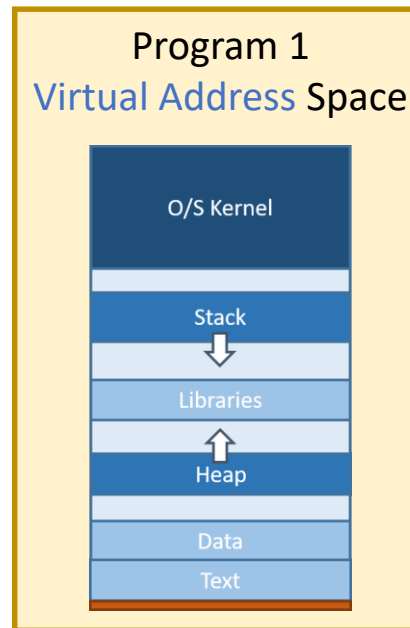 Program 1
Virtual Address Space
O/S Kernel
Stack
Libraries
Heap
Data
Text